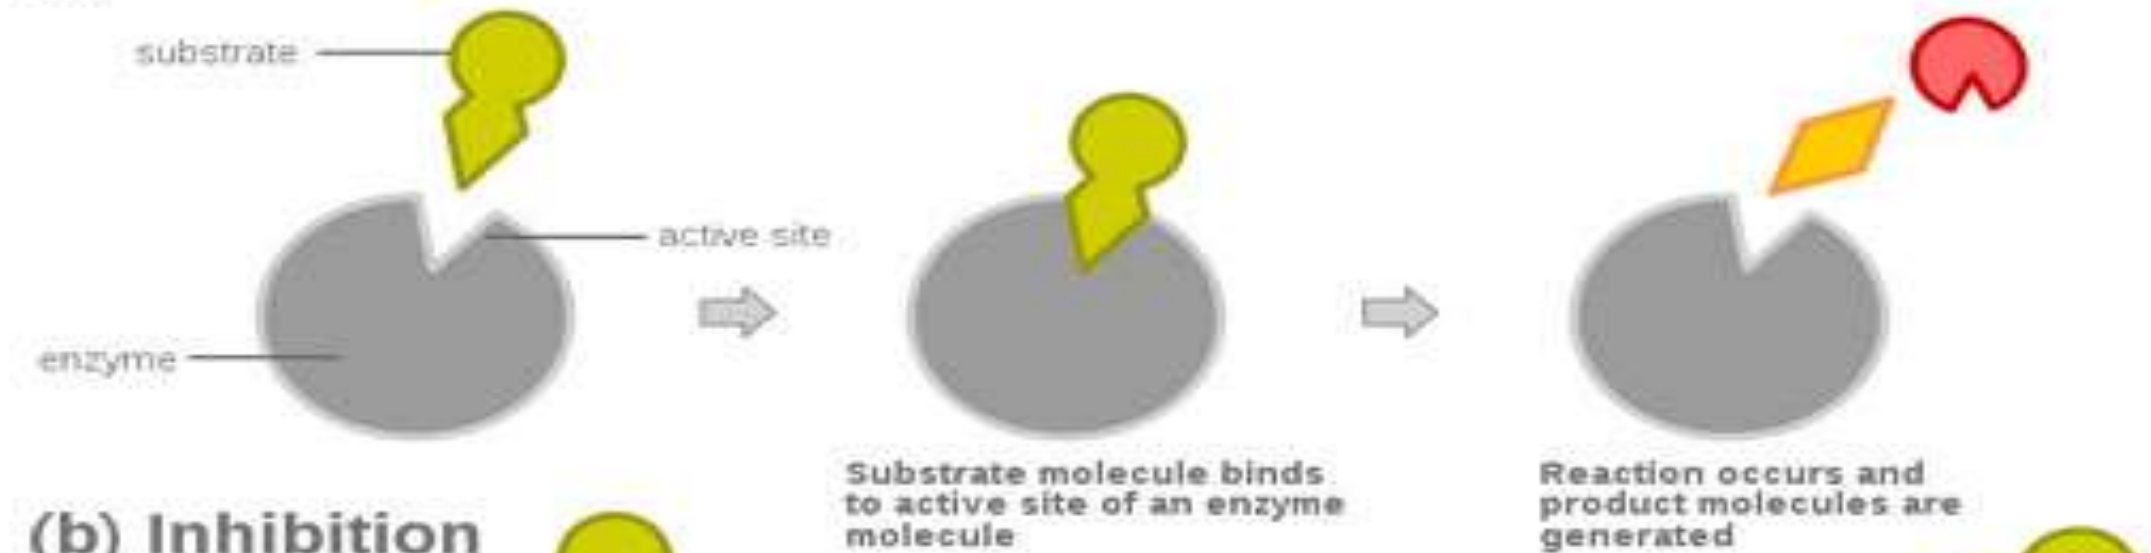 substrate
active site
enzyme
Substrate molecule binds
to active site of an enzyme
molecule
Reaction occurs and
product molecules are
generated
(b) Inhibition